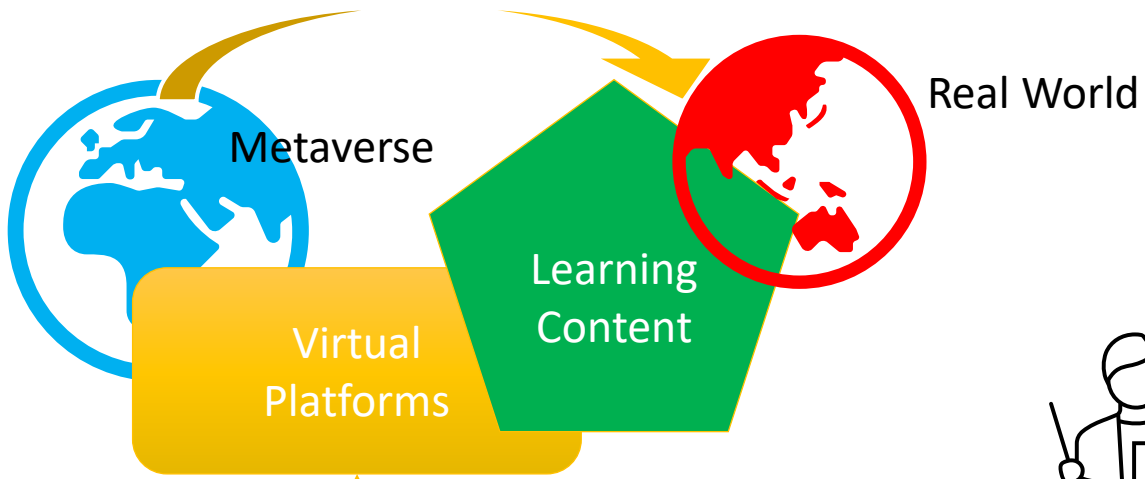 Real World
Metaverse
Learning
Content
Virtual
Platforms